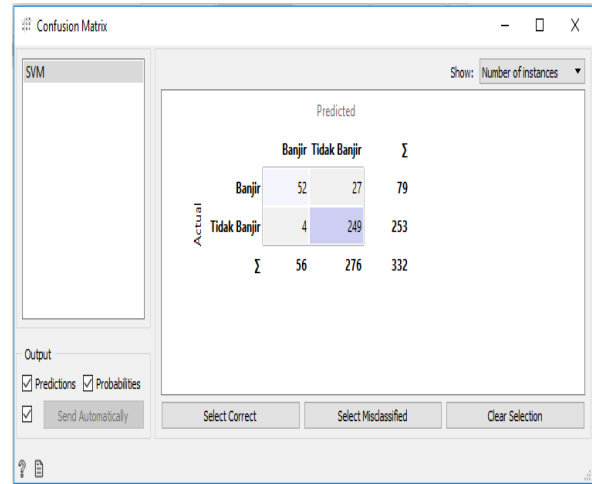 Confusion Matrix
SVM
Show: Number of instances
Predicted
Banjir Tidak Banjir Σ
Banjir 52 27 79
Actual
Tidak Banjir 4 249 253
Σ 56 276 332
Output
Predictions Probabilities
Send Automatically
Select Correct Select Misclassified Clear Selection
?